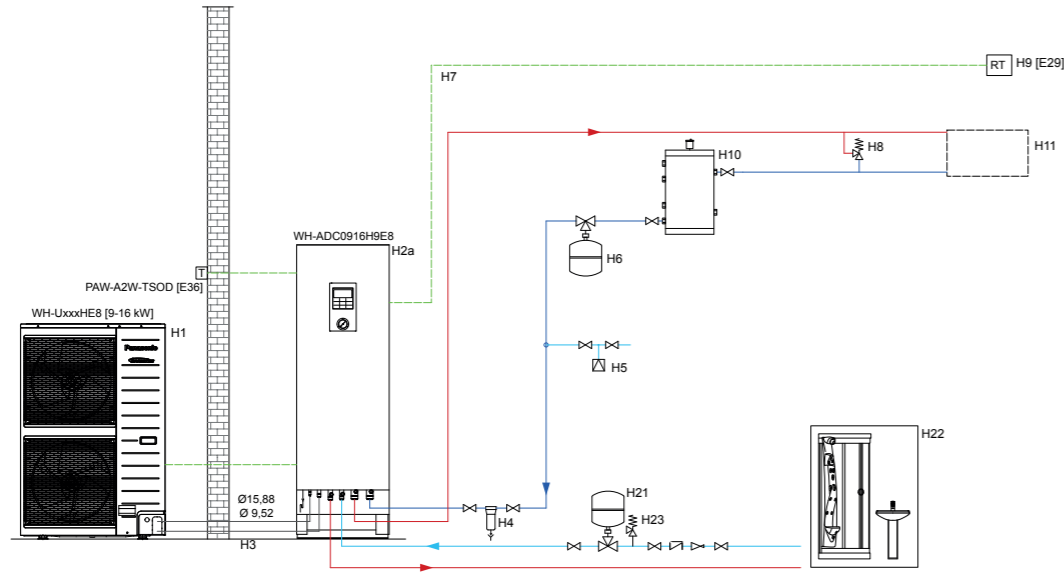 H7
RT
H9 [E29]
H8
H11
H10
WH-ADC0916H9E8
H2a
H6
T
PAW-A2W-TSOD [E36]
WH-UxxxHE8 [9-16 kW]
H1
Panasonic
H5
H22
Ø15,88
Ø 9,52
H21
H23
H4
H3